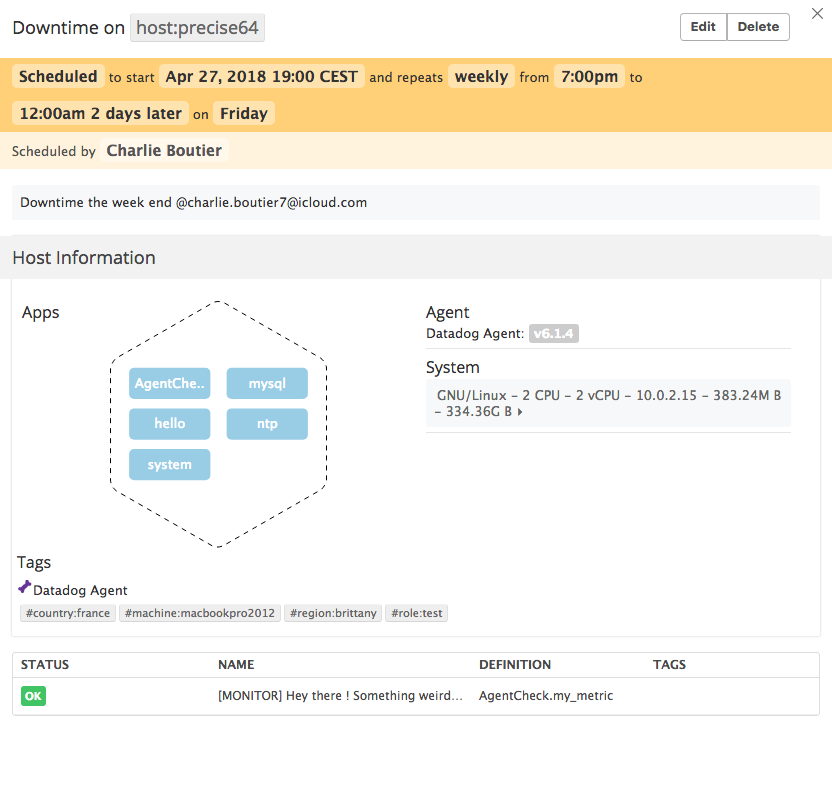 Downtime on host:precise64
Edit Delete
Scheduled to start Apr 27, 2018 19:00 CEST and repeats weekly from 7:00pm to
12:00am 2 days later on Friday
Scheduled by Charlie Boutier
Downtime the week end @charlie.boutier7@icloud.com
Host Information
Apps
AgentChe.. mysql
hello ntp
system
Agent
Datadog Agent: v6.1.4
System
GNU/Linux – 2 CPU – 2 vCPU – 10.0.2.15 – 383.24M B
– 334.36G B
Tags
Datadog Agent
#country:france #machine:macbookpro2012 #region:brittany #role:test
STATUS NAME DEFINITION TAGS
OK [MONITOR] Hey there ! Something weird... AgentCheck.my_metric